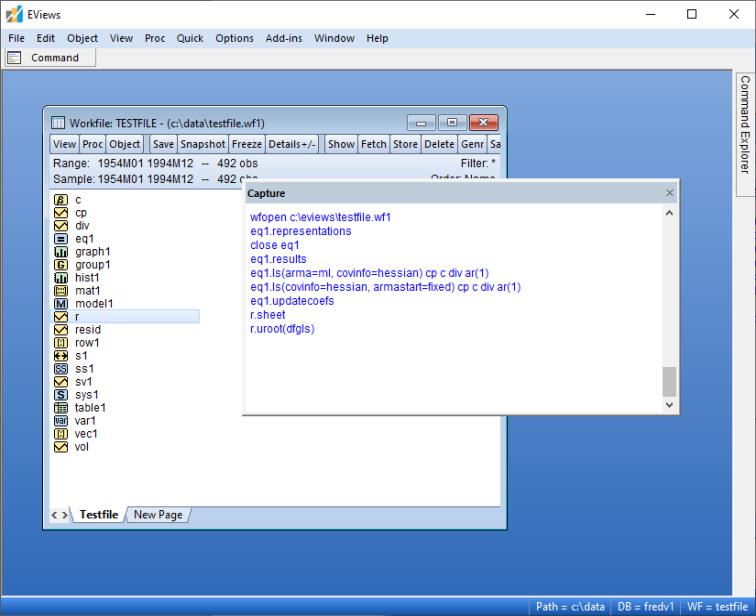 EViews
File Edit Object View Proc Quick Options Add-ins Window Help
Command
Command Explorer
Workfile: TESTFILE - (c:\data\testfile.wf1)
View Proc Object Save Snapshot Freeze Details+/- Show Fetch Store Delete Genr Sa
Range: 1954M01 1994M12 -- 492 obs Filter: *
Sample: 1954M01 1994M12 -- 492 obs Order: Name
Capture
wfopen c:\eviews\testfile.wf1
eq1.representations
close eq1
eq1.results
eq1.ls(arma=ml, covinfo=hessian) cp c div ar(1)
eq1.ls(covinfo=hessian, armastart=fixed) cp c div ar(1)
eq1.updatecoefs
r.sheet
r.uroot(dfgls)
β c
cp
div
= eq1
graph1
G group1
hist1
mat1
M model1
r
resid
row1
s1
SS ss1
sv1
S sys1
table1
var var1
vec1
vol
Testfile New Page
Path = c:\data DB = fredv1 WF = testfile